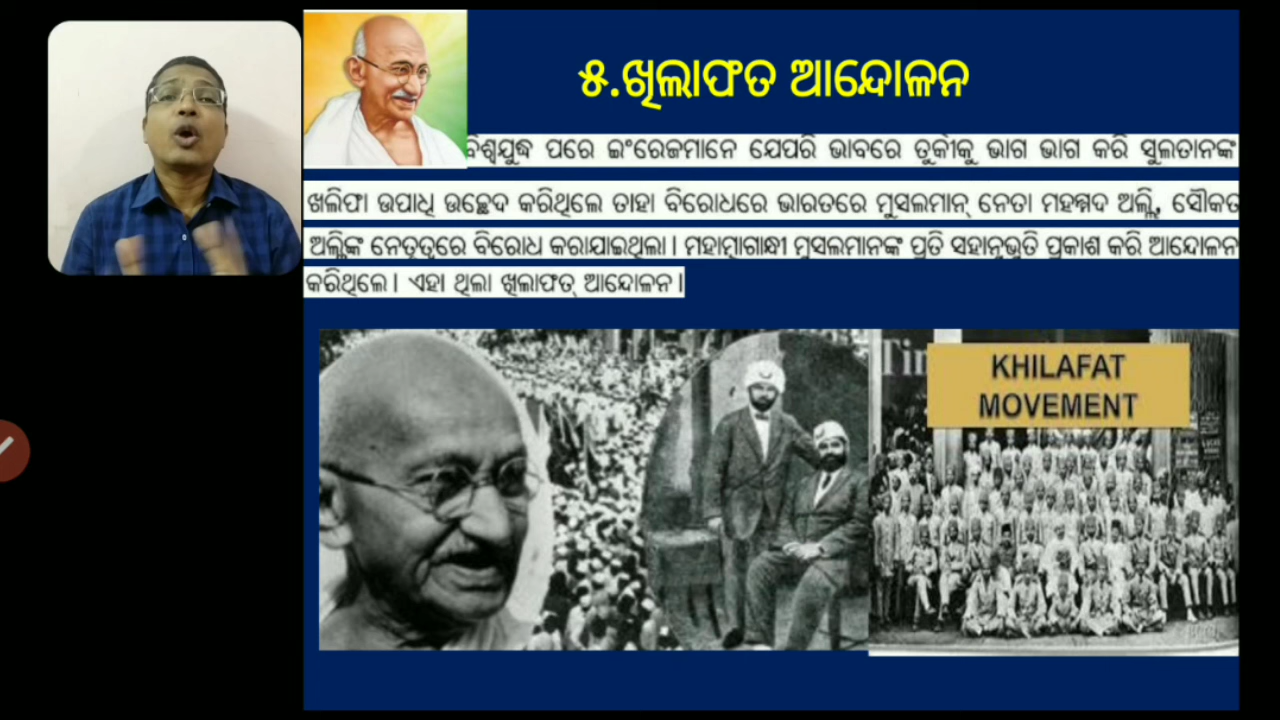 ୫.ଖିଲାଫତ ଆନ୍ଦୋଳନ
ବିଶ୍ୱଯୁଦ୍ଧ ପରେ ଇଂରେଜମାନେ ଯେପରି ଭାବରେ ତୁର୍କୀକୁ ଭାଗ ଭାଗ କରି ସୁଲତାନଙ୍କ
ଖଲିଫା ଉପାଧି ଉଚ୍ଛେଦ କରିଥିଲେ ତାହା ବିରୋଧରେ ଭାରତରେ ମୁସଲମାନ୍ ନେତା ମହମ୍ମଦ ଅଲ୍ଲି, ସୌକତ
ଅଲ୍ଲିଙ୍କ ନେତୃତ୍ୱରେ ବିରୋଧ କରାଯାଇଥିଲା । ମହାତ୍ମାଗାନ୍ଧୀ ମୁସଲମାନଙ୍କ ପ୍ରତି ସହାନୁଭୂତି ପ୍ରକାଶ କରି ଆନ୍ଦୋଳନ
କରିଥିଲେ । ଏହା ଥିଲା ଖିଲାଫତ୍ ଆନ୍ଦୋଳନ ।
KHILAFAT
MOVEMENT